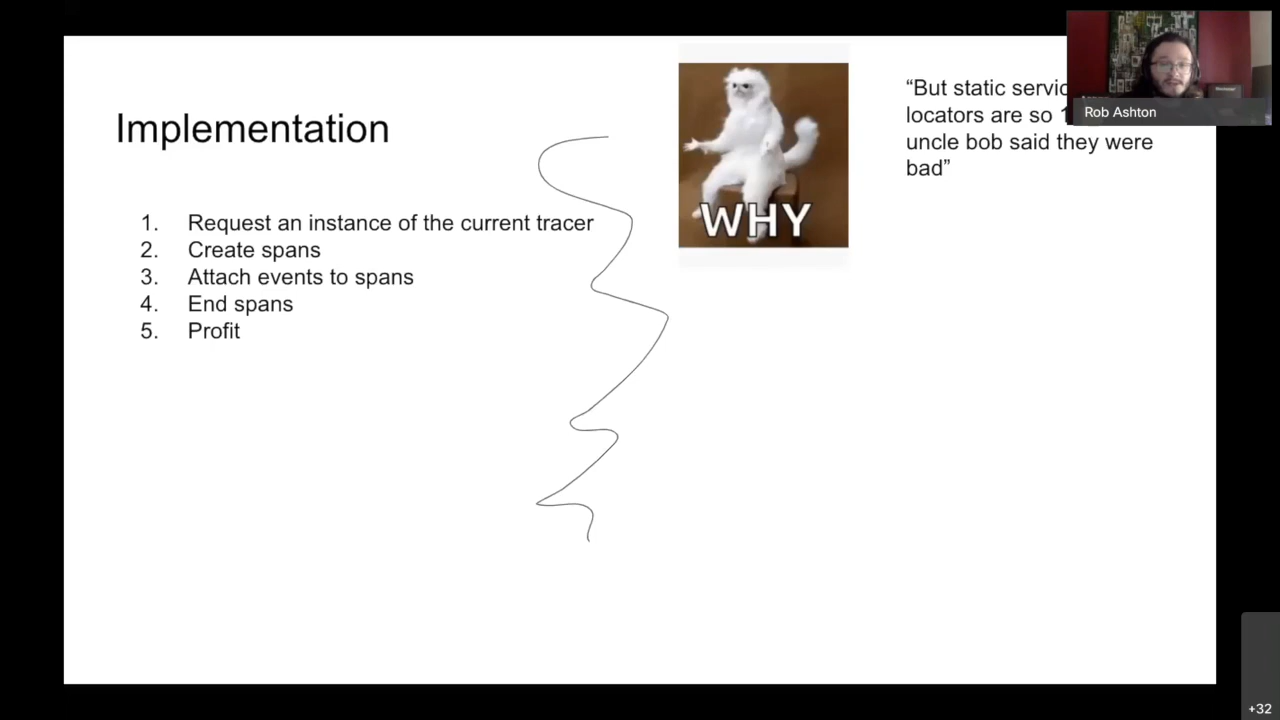 Implementation
1. Request an instance of the current tracer
2. Create spans
3. Attach events to spans
4. End spans
5. Profit
WHY
“But static
locators are so
uncle bob said they were
bad”
Rob Ashton
+32